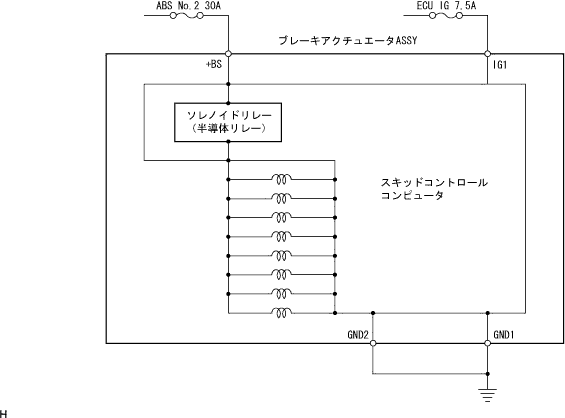 ABS No.2 30A
ECU IG 7.5A
ブレーキアクチュエータASSY
+BS
IG1
ソレノイドリレー
(半導体リレー)
スキッドコントロール
コンピュータ
GND2
GND1
H